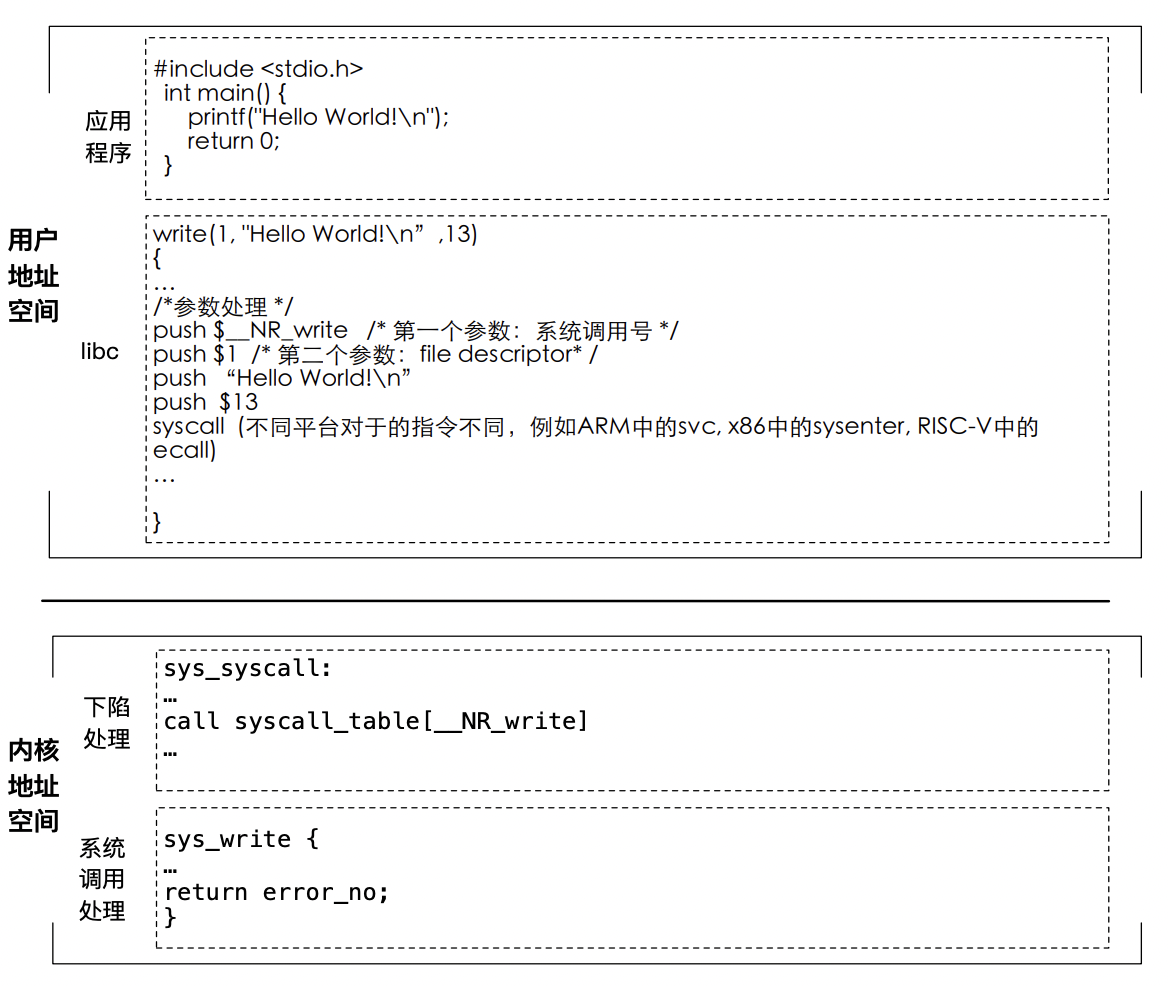 应用
程序
#include <stdio.h>
int main() {
printf("Hello World!\n");
return 0;
}
用户
地址
空间
libc
write(1, "Hello World!\n” ,13)
{
…
/*参数处理 */
push $__NR_write /* 第一个参数：系统调用号 */
push $1 /* 第二个参数：file descriptor* /
push “Hello World!\n”
push $13
syscall (不同平台对于的指令不同，例如ARM中的svc, x86中的sysenter, RISC-V中的
ecall)
…
}
内核
地址
空间
下陷
处理
sys_syscall:
…
call syscall_table[__NR_write]
…
系统
调用
处理
sys_write {
…
return error_no;
}